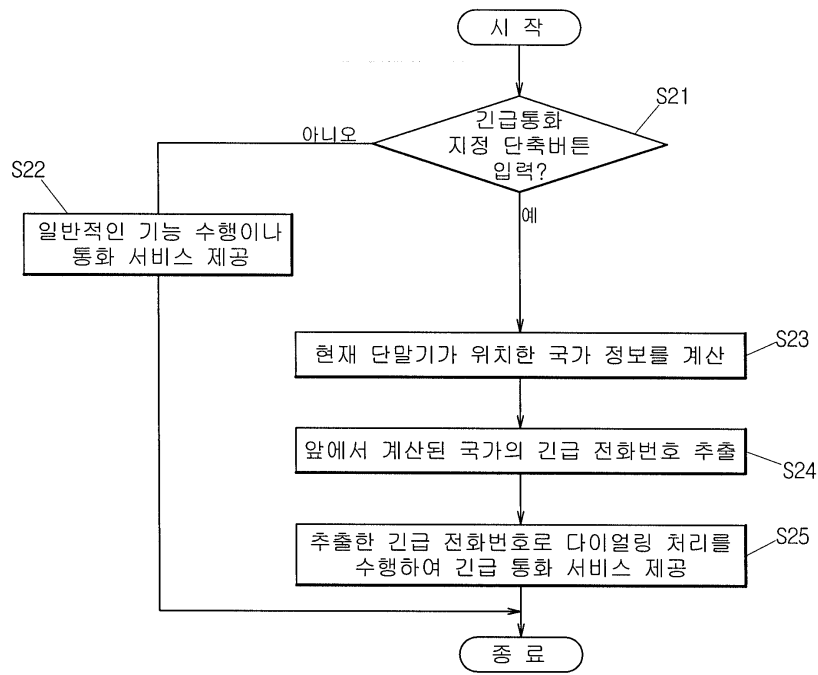 시 작
S21
긴급통화
지정 단축버튼
입력?
아니오
예
S22
일반적인 기능 수행이나
통화 서비스 제공
S23
현재 단말기가 위치한 국가 정보를 계산
앞에서 계산된 국가의 긴급 전화번호 추출
S24
추출한 긴급 전화번호로 다이얼링 처리를
수행하여 긴급 통화 서비스 제공
S25
종 료